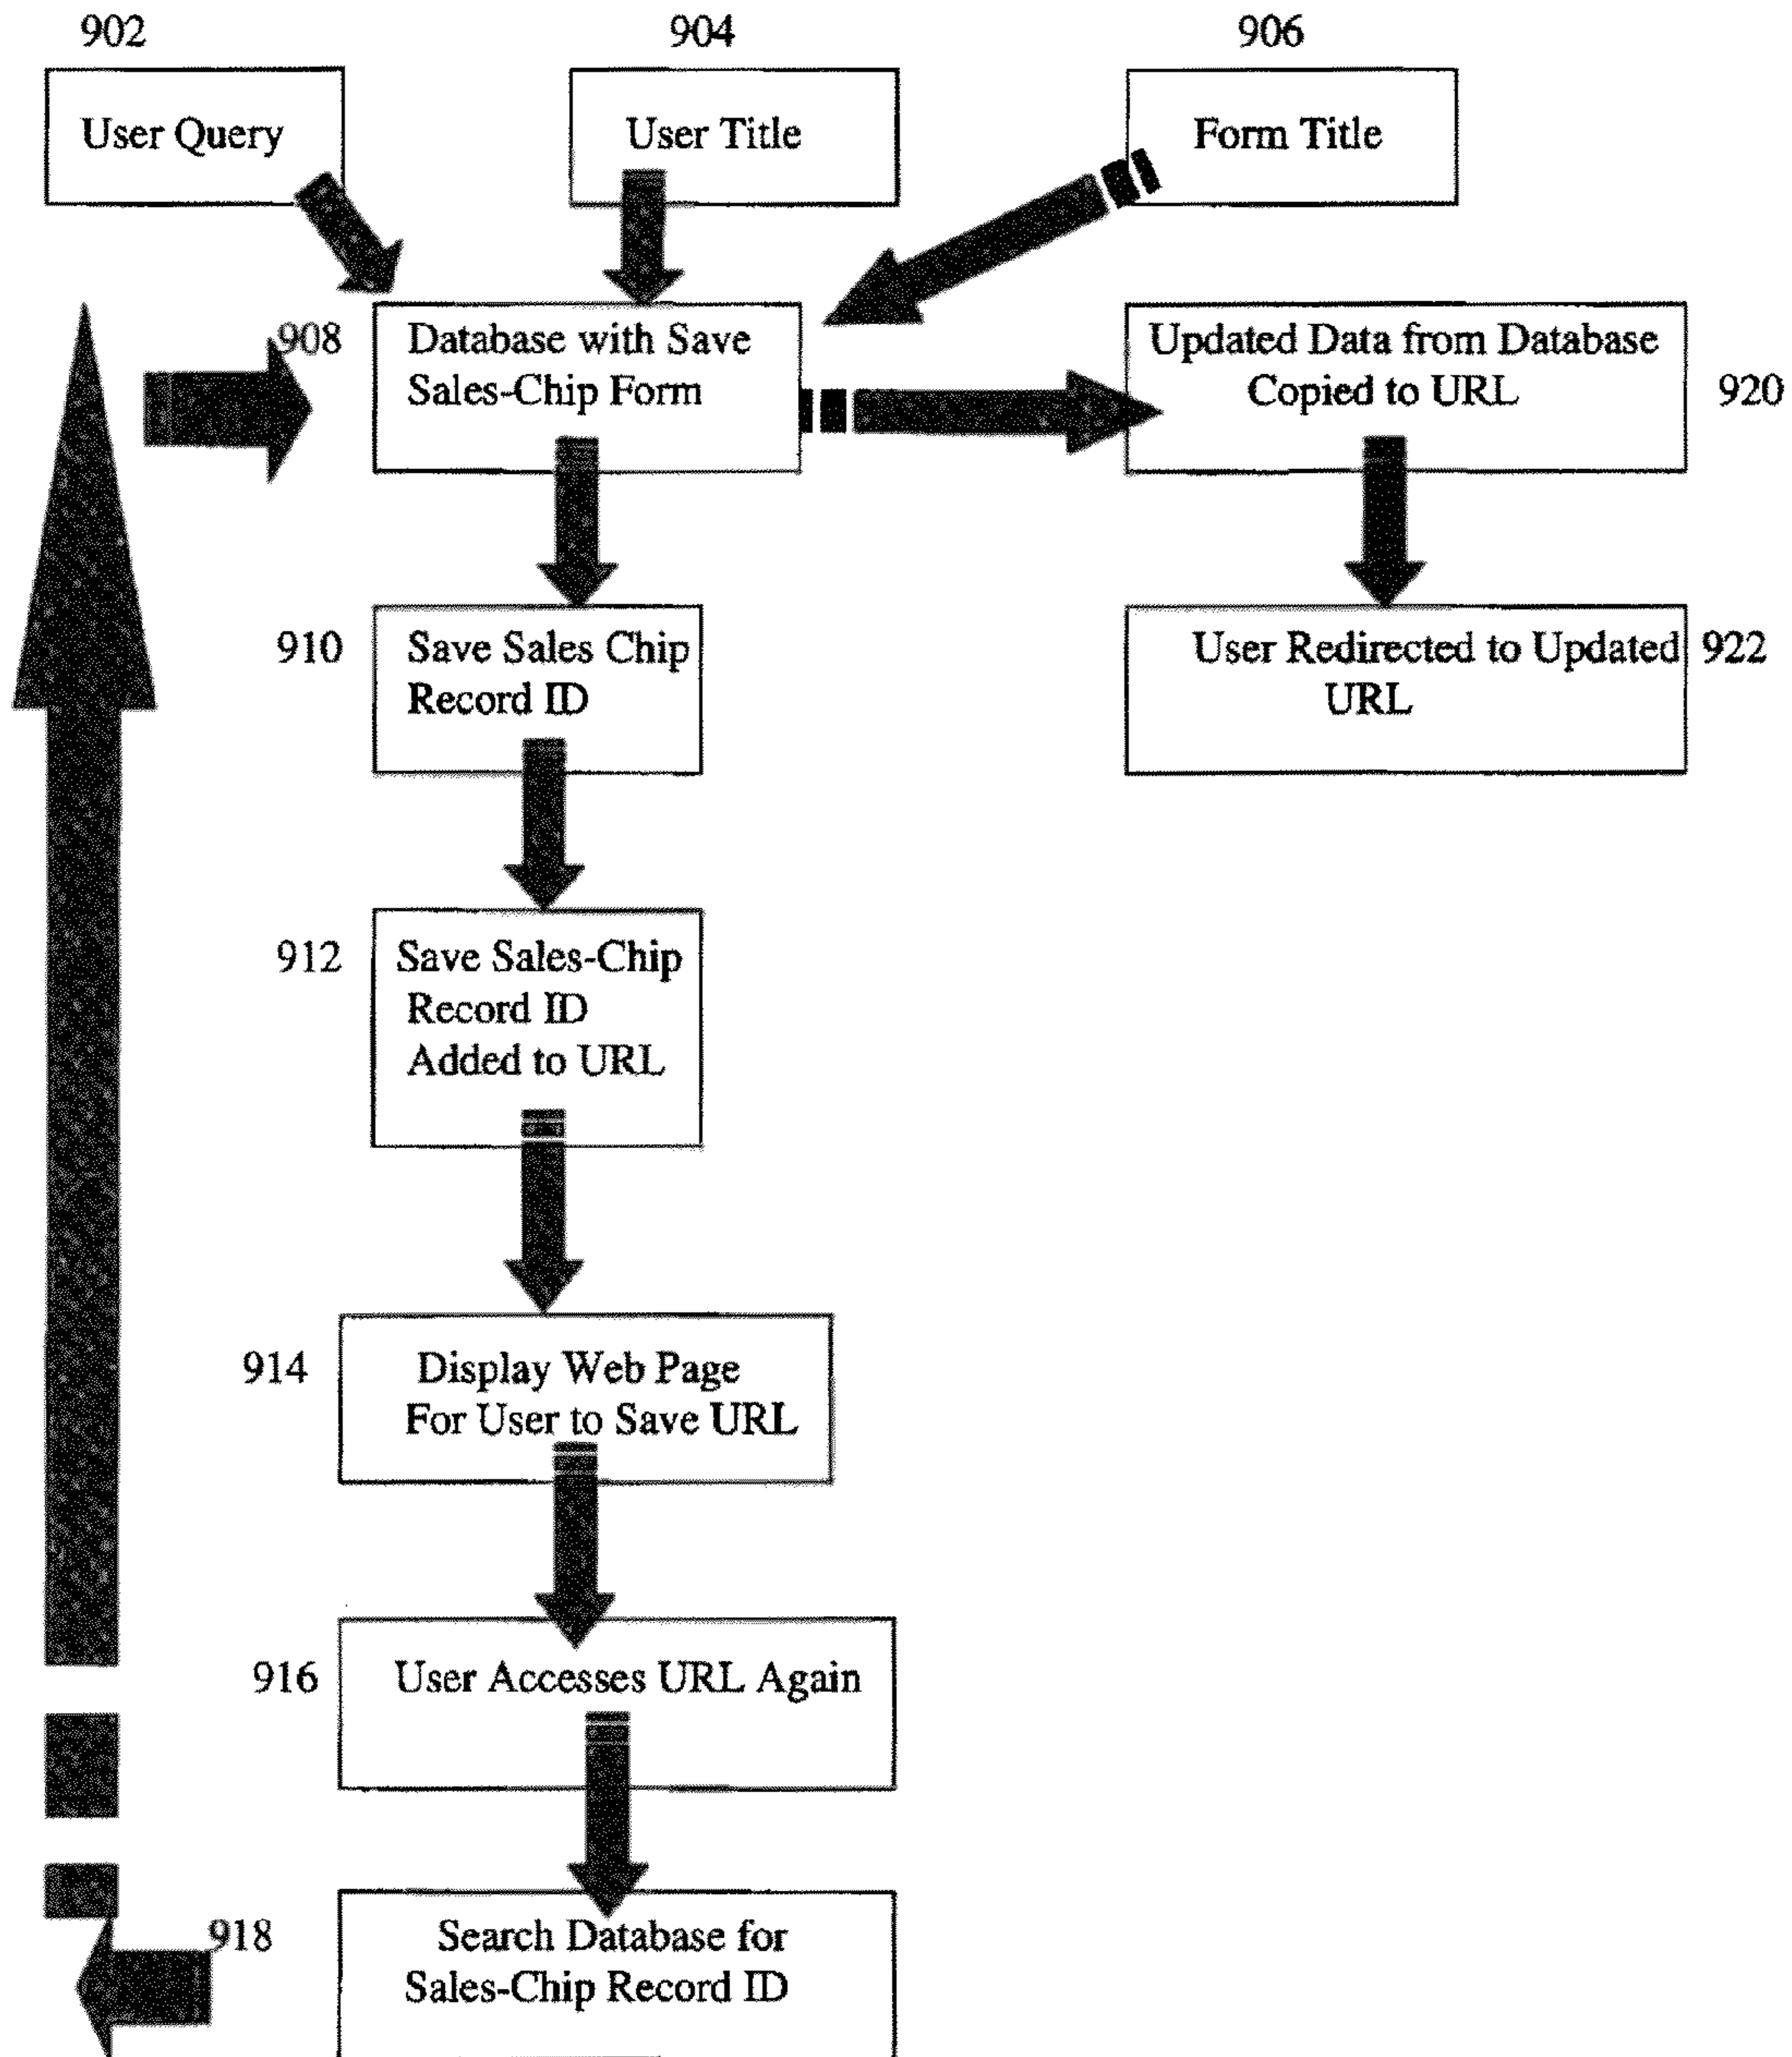 902
904
906
User Query
User Title
Form Title
908
Database with Save
Sales-Chip Form
Updated Data from Database
Copied to URL
920
910
Save Sales Chip
Record ID
User Redirected to Updated
URL
922
912
Save Sales-Chip
Record ID
Added to URL
914
Display Web Page
For User to Save URL
916
User Accesses URL Again
918
Search Database for
Sales-Chip Record ID